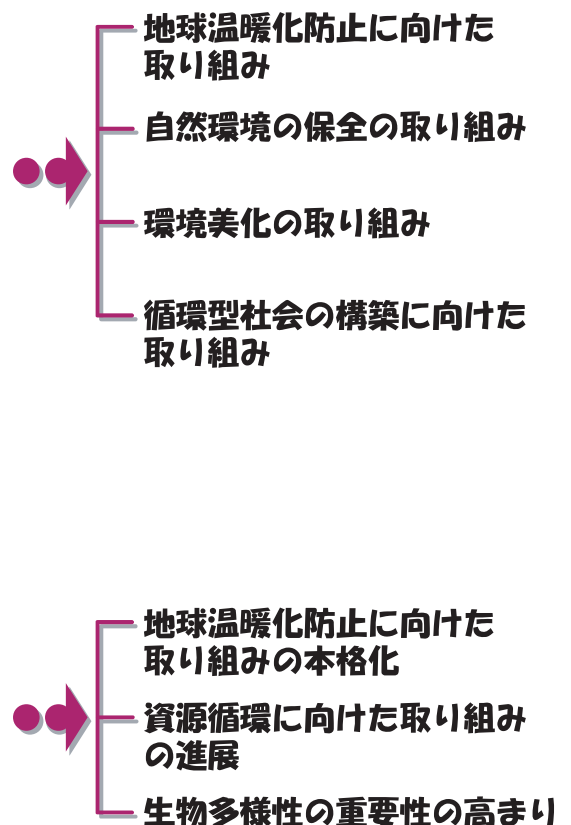 地球温暖化防止に向けた
取り組み
自然環境の保全の取り組み
環境美化の取り組み
循環型社会の構築に向けた
取り組み
地球温暖化防止に向けた
取り組みの本格化
資源循環に向けた取り組み
の進展
生物多様性の重要性の高まり